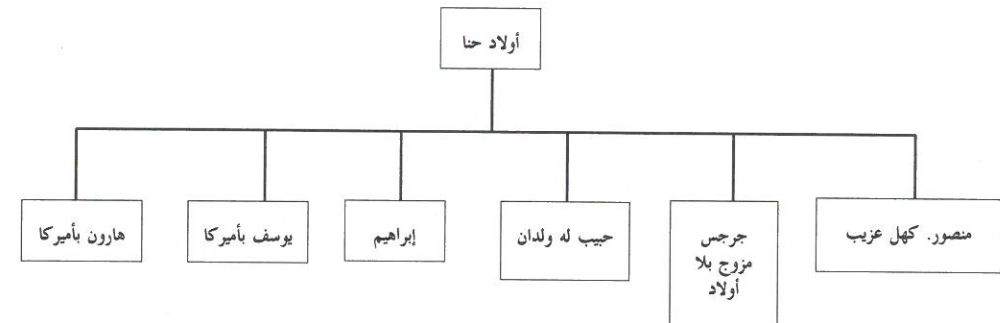 أولاد حنا
منصور. كهل عزيب
جرجس
مزوج بلا
أولاد
حبيب له ولدان
إبراهيم
يوسف بأميركا
هارون بأميركا